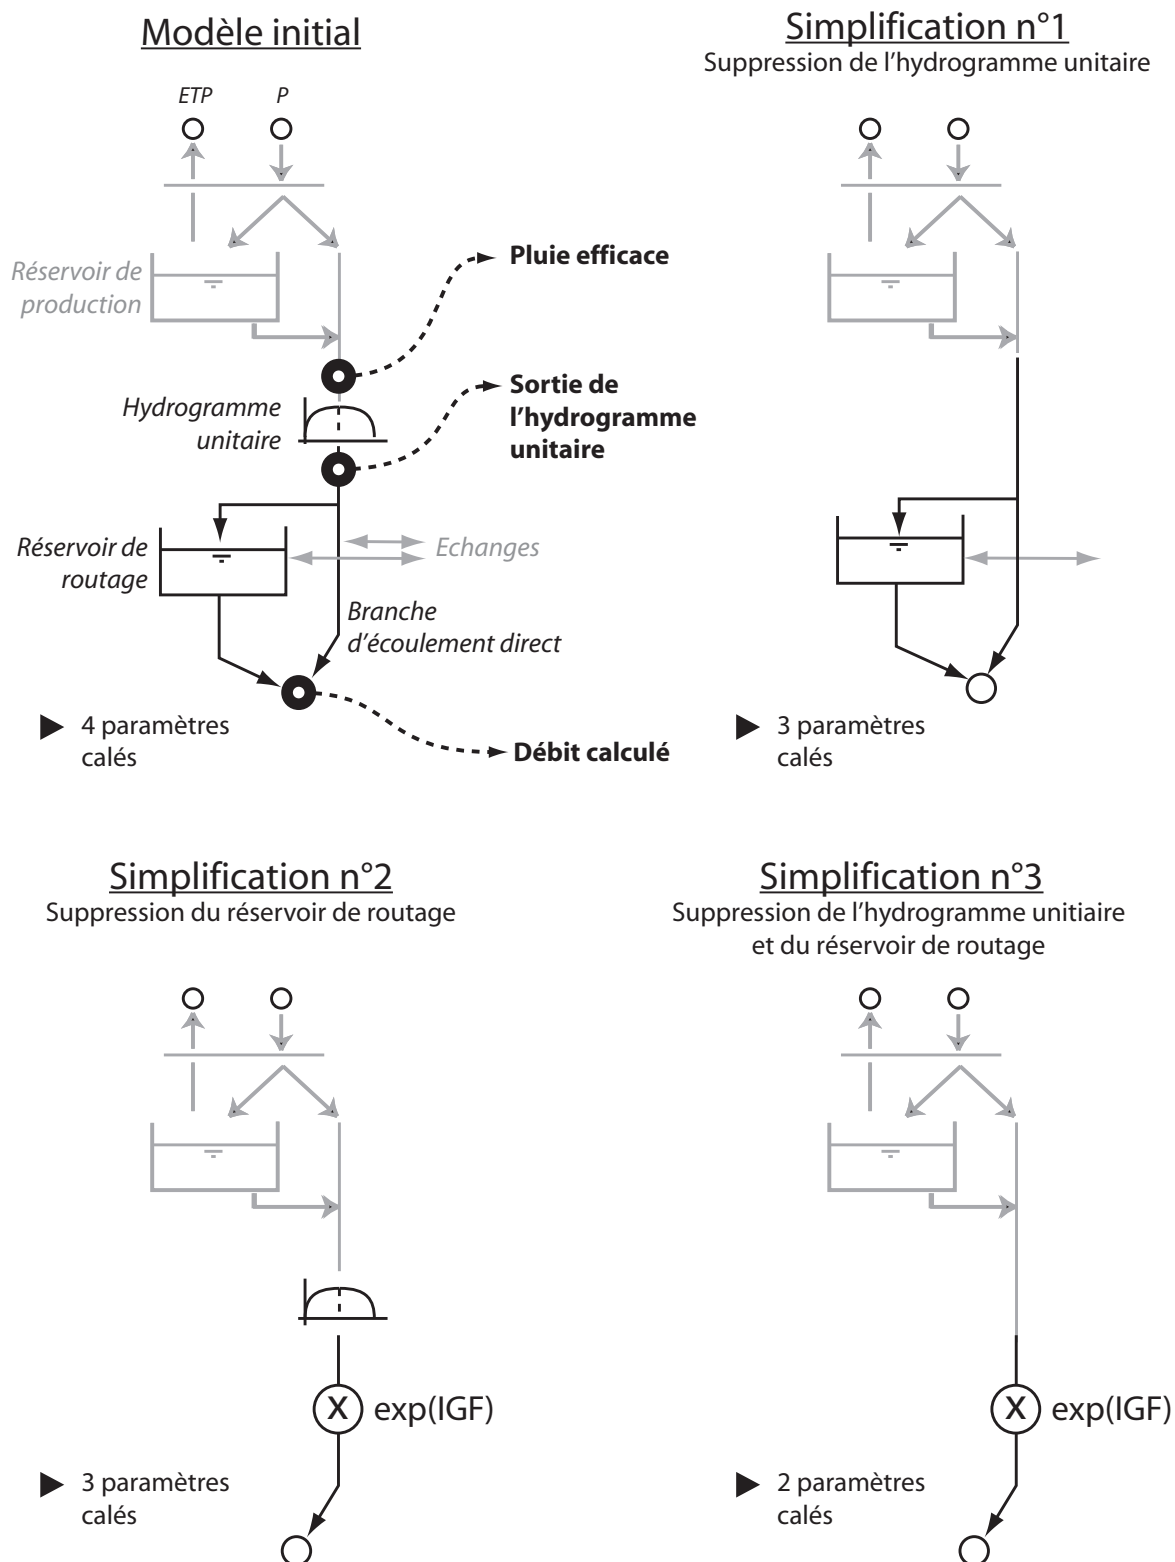 Modèle initial
ETP
P
Réservoir de
production
Pluie efficace
Hydrogramme
unitaire
Sortie de
l'hydrogramme
unitaire
Réservoir de
routage
Echanges
Branche
d'écoulement direct
4 paramètres
calés
Débit calculé
Simplification n°1
Suppression de l'hydrogramme unitaire
3 paramètres
calés
Simplification n°2
Suppression du réservoir de routage
X
exp(IGF)
3 paramètres
calés
Simplification n°3
Suppression de l'hydrogramme unitiaire
et du réservoir de routage
X
exp(IGF)
2 paramètres
calés